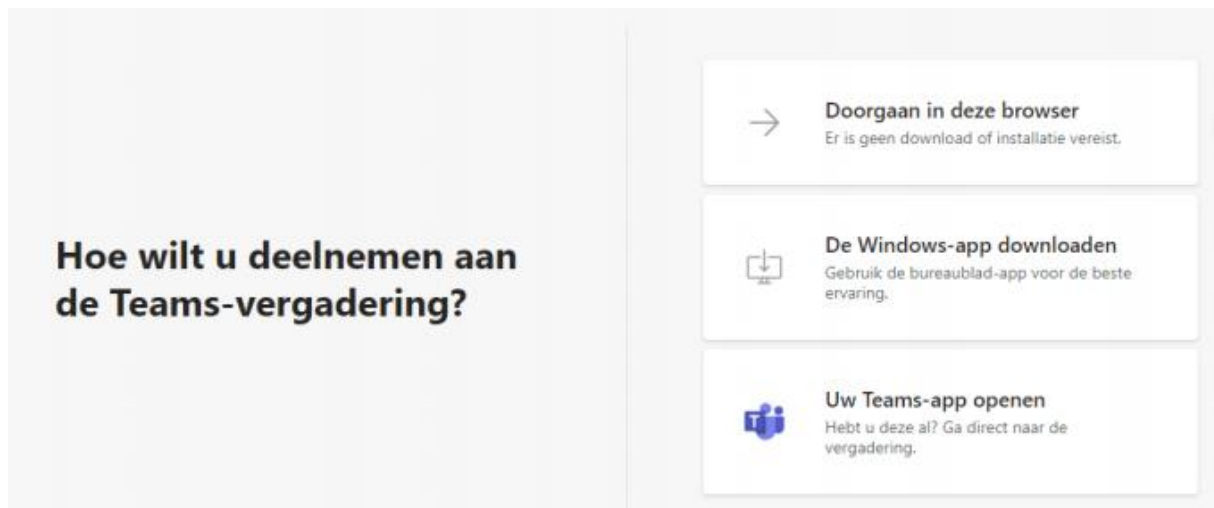 Hoe wilt u deelnemen aan
de Teams-vergadering?
Doorgaan in deze browser
Er is geen download of installatie vereist.
De Windows-app downloaden
Gebruik de bureaublad-app voor de beste
ervaring.
Uw Teams-app openen
Hebt u deze al? Ga direct naar de
vergadering.